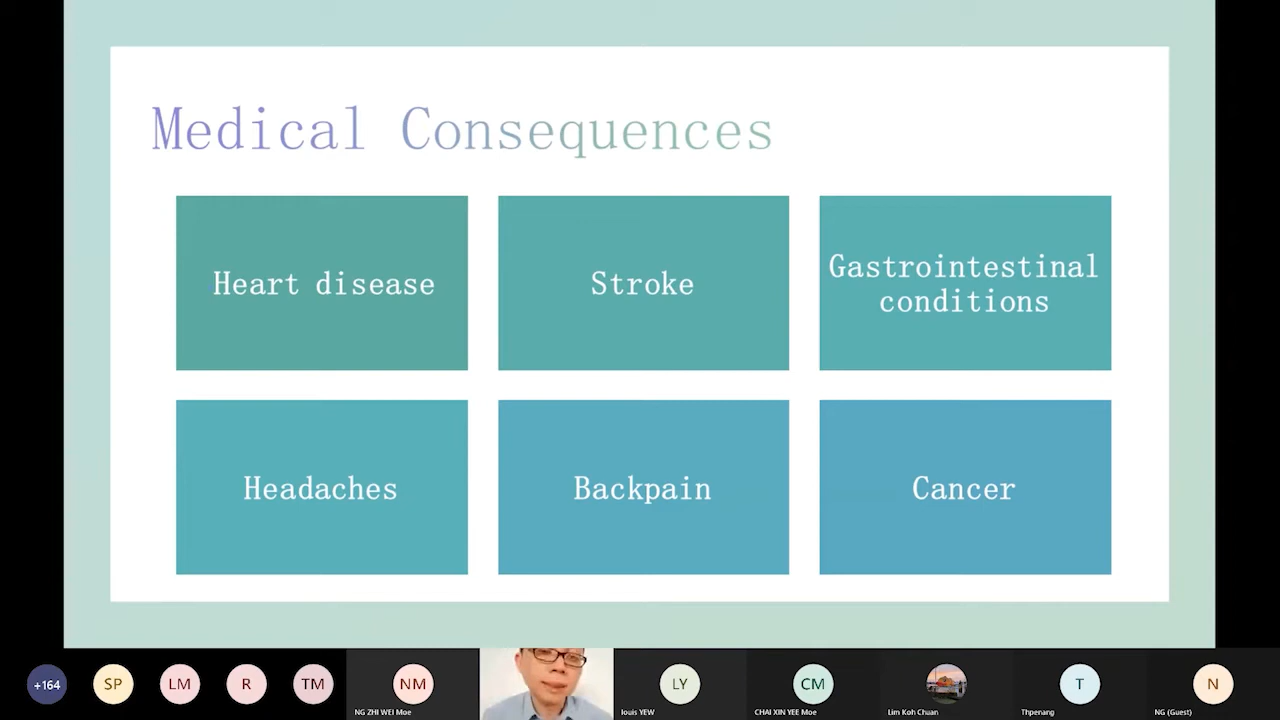 Medical Consequences
Heart disease
Stroke
Gastrointestinal
conditions
Headaches
Backpain
Cancer
+164
SP
LM
R
TM
NM
LY
CM
T
N
NG ZHI WEI Moe
louis YEW
CHAI XIN YEE Moe
Lim Koh Chuan
Thpenang
NG (Guest)